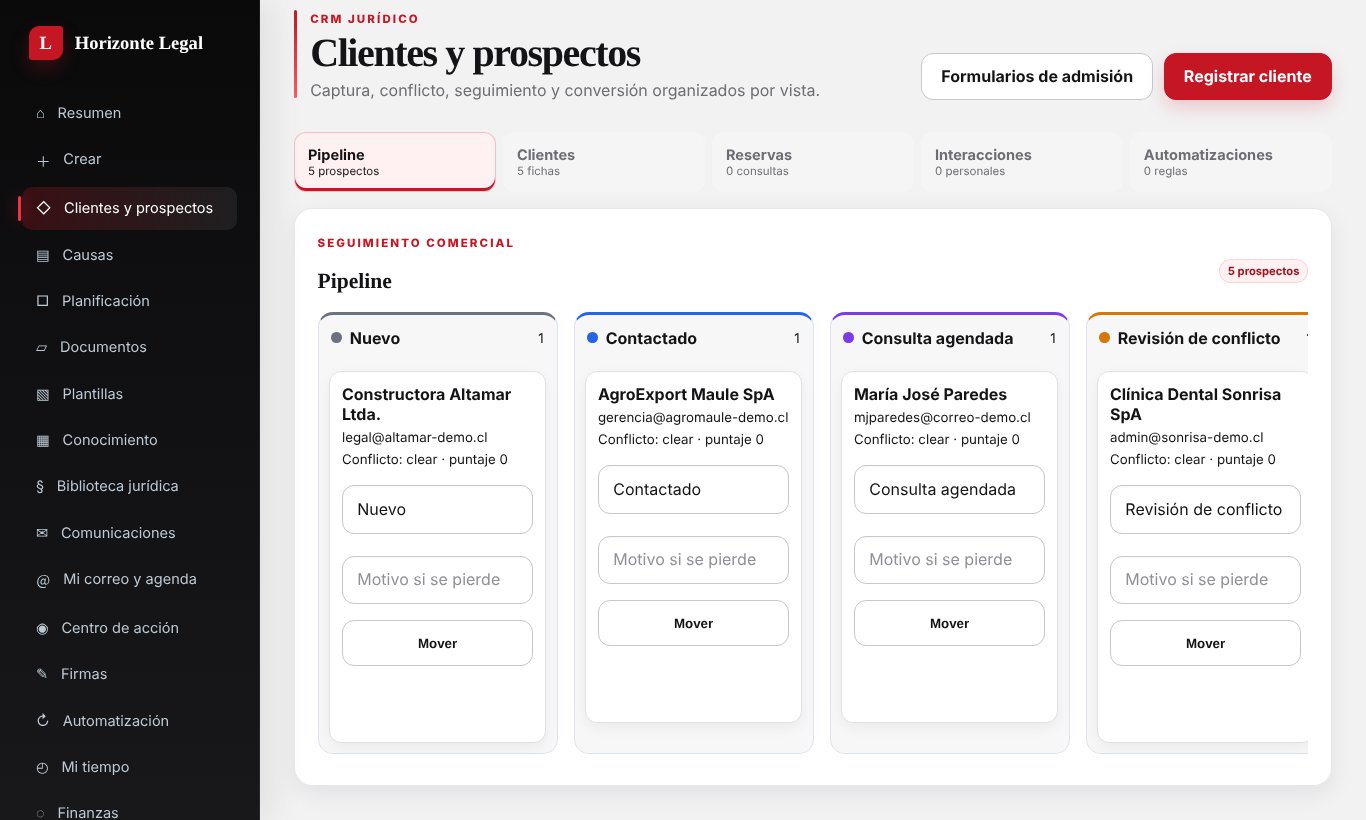 L Horizonte Legal
Resumen
Crear
Clientes y prospectos
Causas
Planificación
Documentos
Plantillas
Conocimiento
§ Biblioteca jurídica
Comunicaciones
@ Mi correo y agenda
Centro de acción
Firmas
Automatización
Mi tiempo
Finanzas
CRM JURÍDICO
Clientes y prospectos
Captura, conflicto, seguimiento y conversión organizados por vista.
Formularios de admisión
Registrar cliente
Pipeline
5 prospectos
Clientes
5 fichas
Reservas
0 consultas
Interacciones
0 personales
Automatizaciones
0 reglas
SEGUIMIENTO COMERCIAL
Pipeline
5 prospectos
Nuevo 1
Constructora Altamar
Ltda.
legal@altamar-demo.cl
Conflicto: clear · puntaje 0
Nuevo
Motivo si se pierde
Mover
Contactado 1
AgroExport Maule SpA
gerencia@agromaule-demo.cl
Conflicto: clear · puntaje 0
Contactado
Motivo si se pierde
Mover
Consulta agendada 1
María José Paredes
mjparedes@correo-demo.cl
Conflicto: clear · puntaje 0
Consulta agendada
Motivo si se pierde
Mover
Revisión de conflicto
Clínica Dental Sonrisa
SpA
admin@sonrisa-demo.cl
Conflicto: clear · puntaje 0
Revisión de conflicto
Motivo si se pierde
Mover